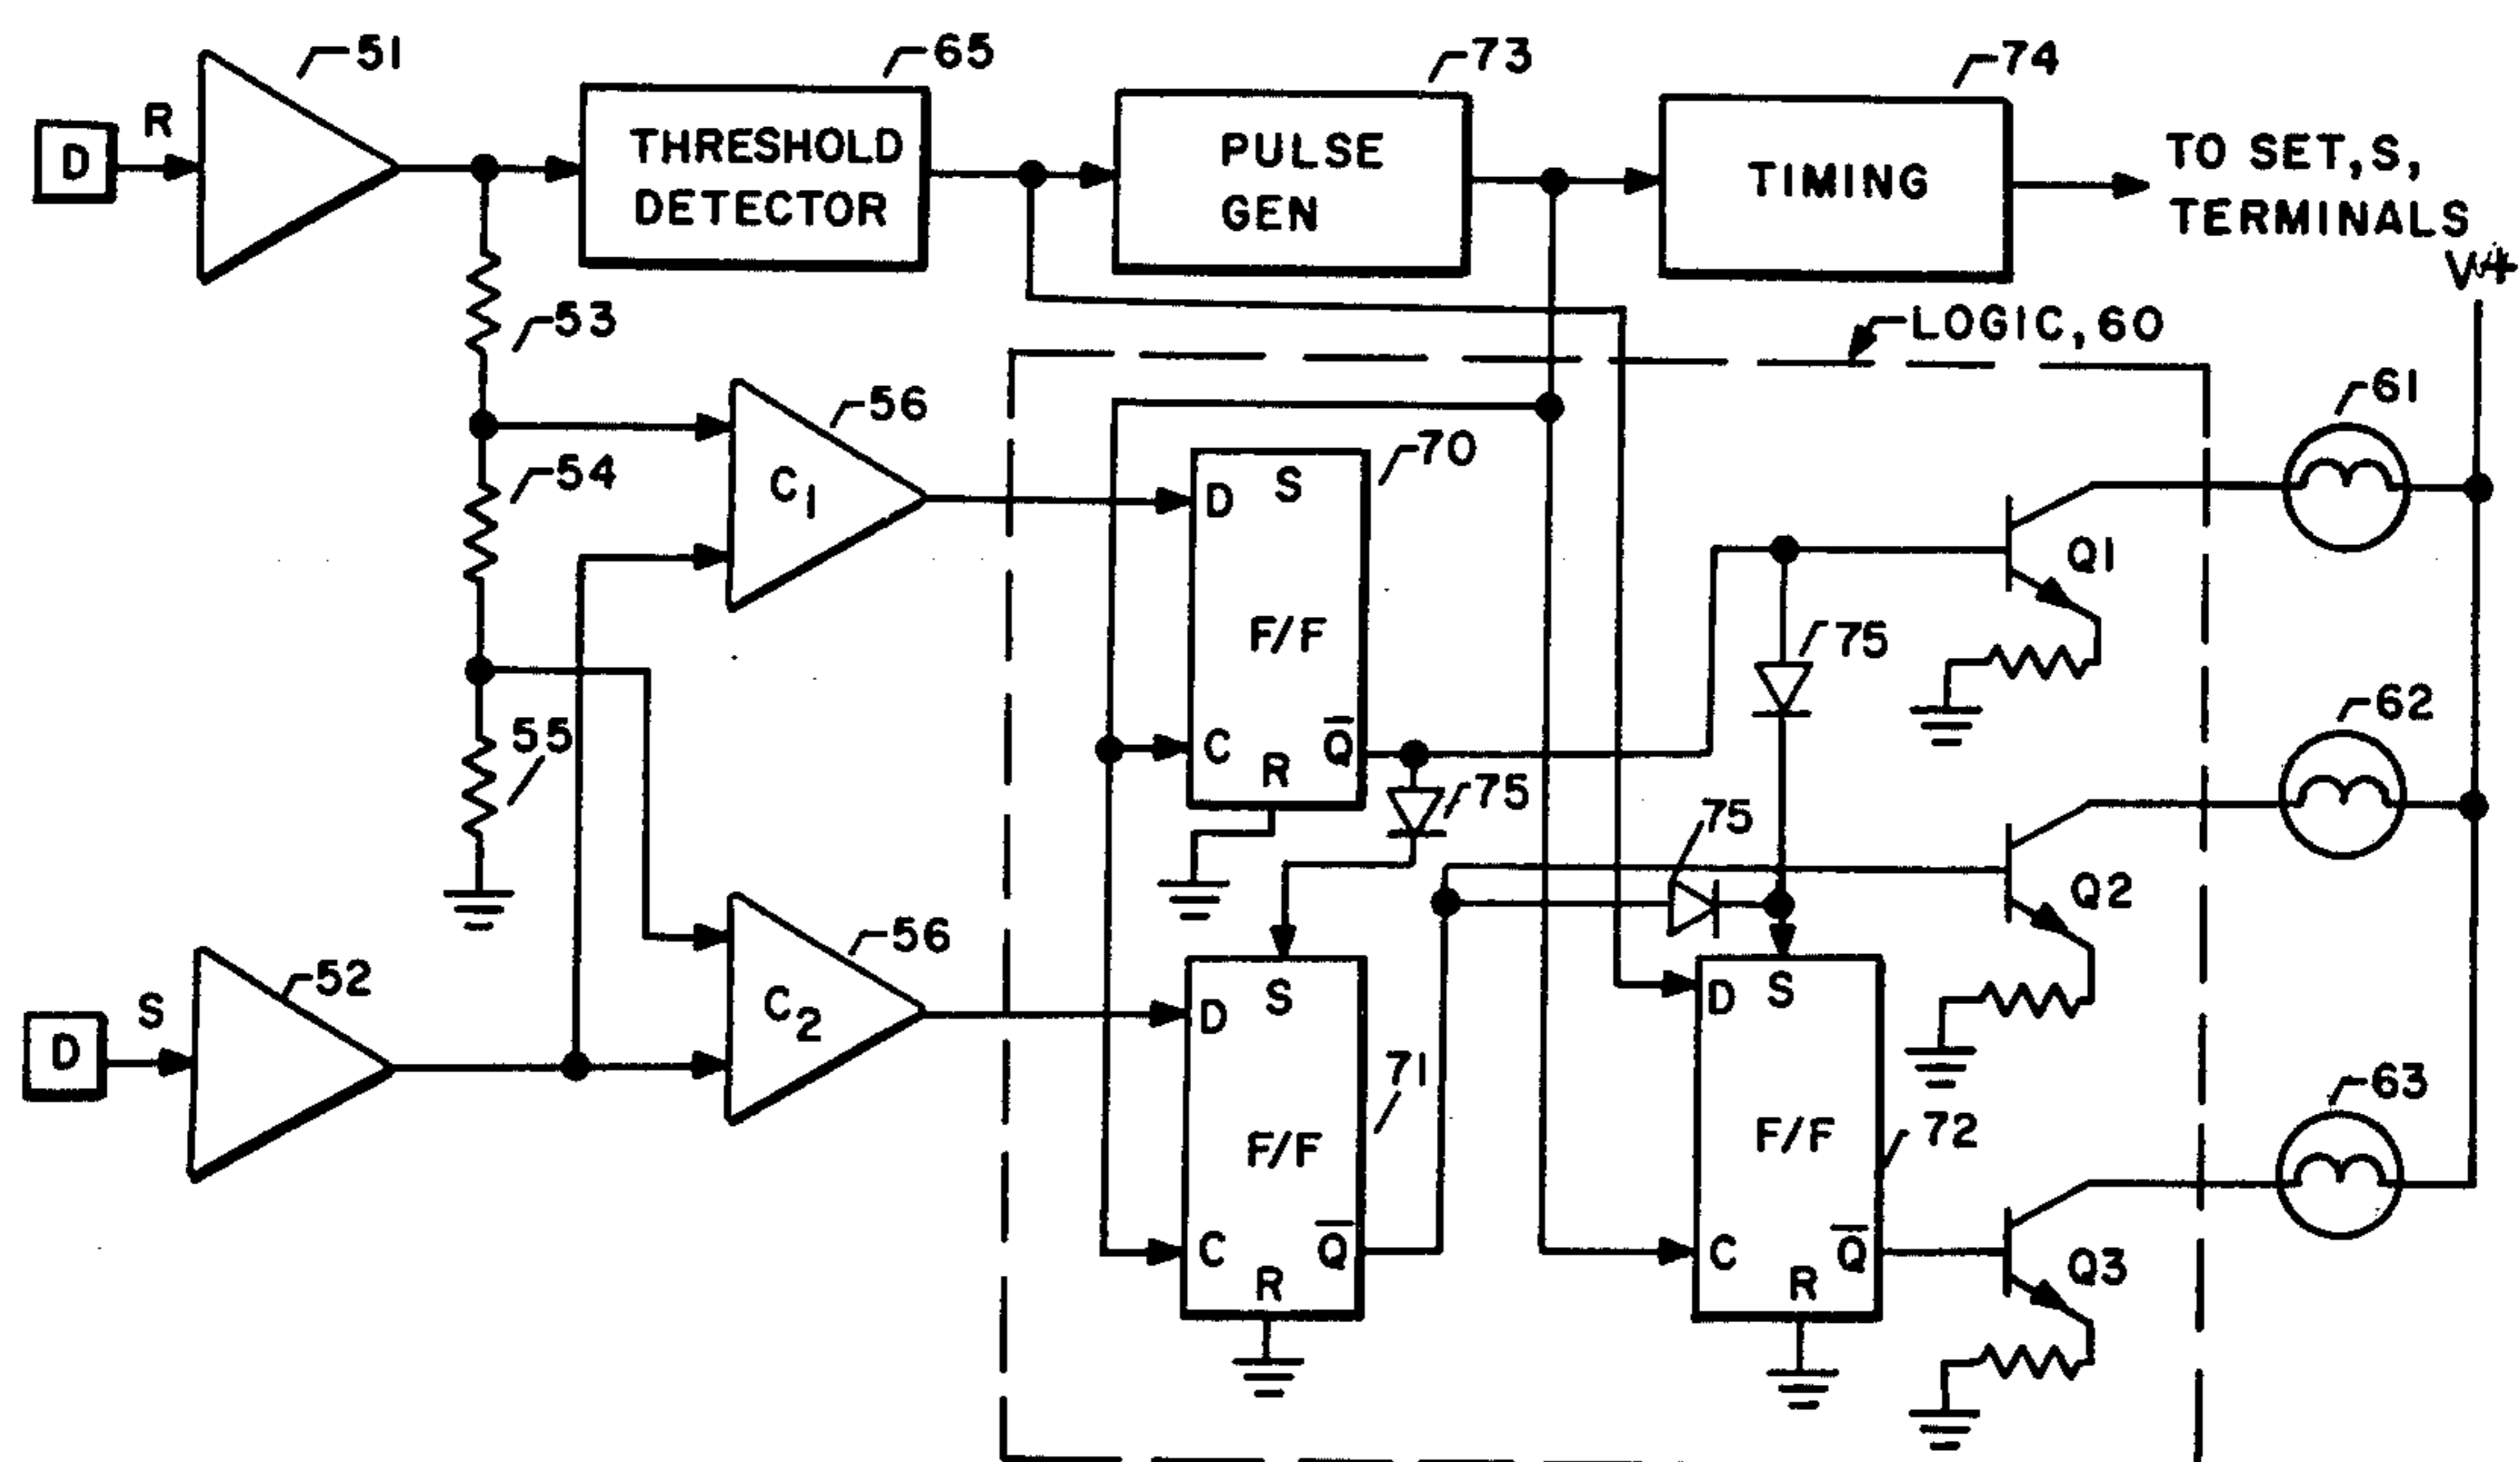 51
65
73
74
R
D
THRESHOLD
DETECTOR
PULSE
GEN
TIMING
TO SET,S,
TERMINALS
V+
53
LOGIC,60
61
56
54
C1
70
D
S
F/F
C
R
Q̅
Q1
75
75
75
62
55
52
56
S
D
C2
D
S
71
F/F
C
R
Q̅
D
S
F/F
72
C
R
Q̅
Q2
63
Q3